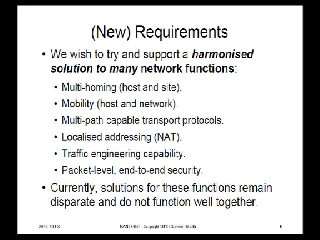 (New) Requirements
• We wish to try and support a harmonised
solution to many network functions:
• Multi-homing (host and site).
• Mobility (host and network).
• Multi-path capable transport protocols.
• Localised addressing (NAT).
• Traffic engineering capability.
• Packet-level, end-to-end security.
• Currently, solutions for these functions remain
disparate and do not function well together.